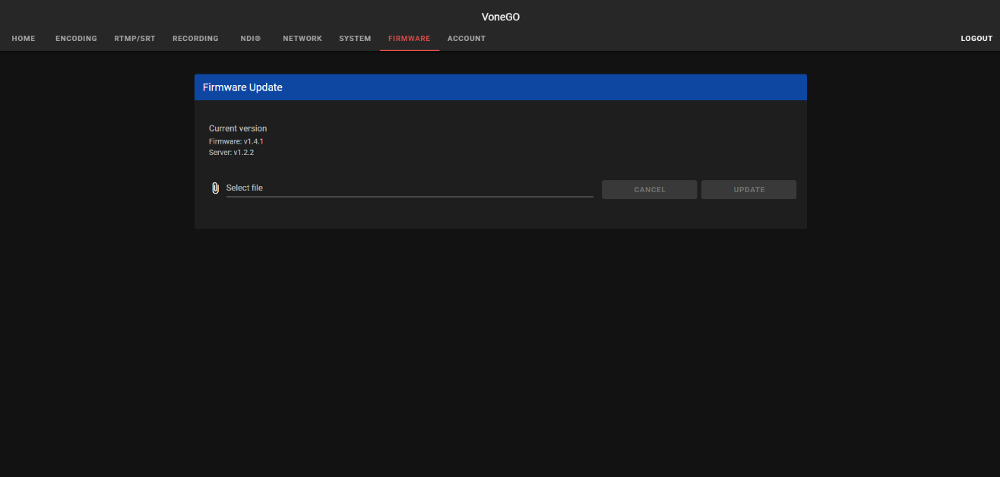 VoneGO
HOME ENCODING RTMP/SRT RECORDING NDI® NETWORK SYSTEM FIRMWARE ACCOUNT LOGOUT
Firmware Update
Current version
Firmware: v1.4.1
Server: v1.2.2
Select file CANCEL UPDATE